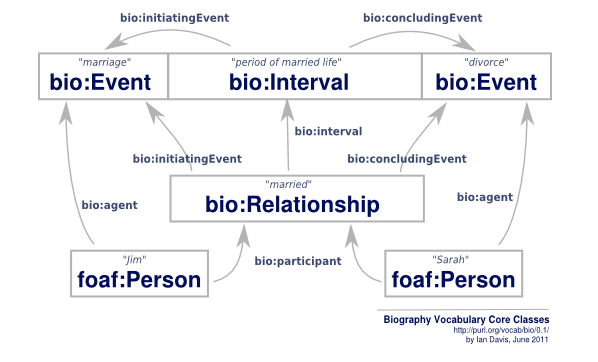 bio:initiatingEvent
bio:concludingEvent
"marriage"
bio:Event
"period of married life"
bio:Interval
"divorce"
bio:Event
bio:interval
bio:initiatingEvent
bio:concludingEvent
"married"
bio:Relationship
bio:agent
bio:agent
"Jim"
foaf:Person
bio:participant
"Sarah"
foaf:Person
Biography Vocabulary Core Classes
http://purl.org/vocab/bio/0.1/
by Ian Davis, June 2011